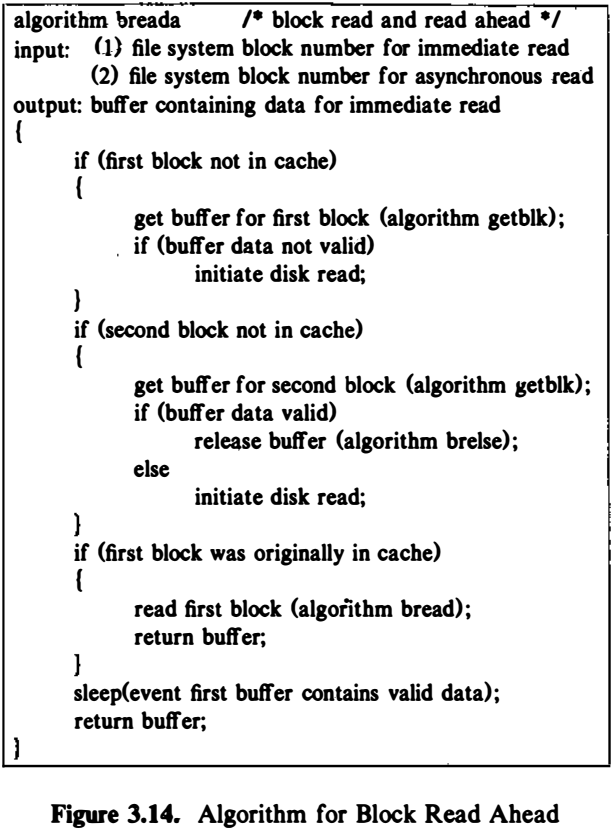 algorithm breada /* block read and read ahead */
input: (1) file system block number for immediate read
(2) file system block number for asynchronous read
output: buffer containing data for immediate read
{
if (first block not in cache)
{
get buffer for first block (algorithm getblk);
if (buffer data not valid)
initiate disk read;
}
if (second block not in cache)
{
get buffer for second block (algorithm getblk);
if (buffer data valid)
release buffer (algorithm brelse);
else
initiate disk read;
}
if (first block was originally in cache)
{
read first block (algorithm bread);
return buffer;
}
sleep(event first buffer contains valid data);
return buffer;
}
Figure 3.14. Algorithm for Block Read Ahead